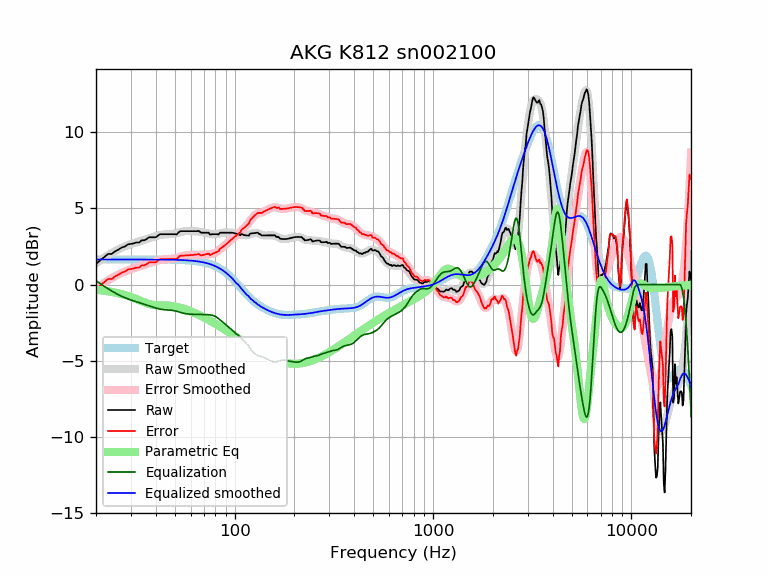 AKG K812 sn002100
Amplitude (dBr)
10
5
0
−5
−10
−15
Target
Raw Smoothed
Error Smoothed
Raw
Error
Parametric Eq
Equalization
Equalized smoothed
100 1000 10000
Frequency (Hz)